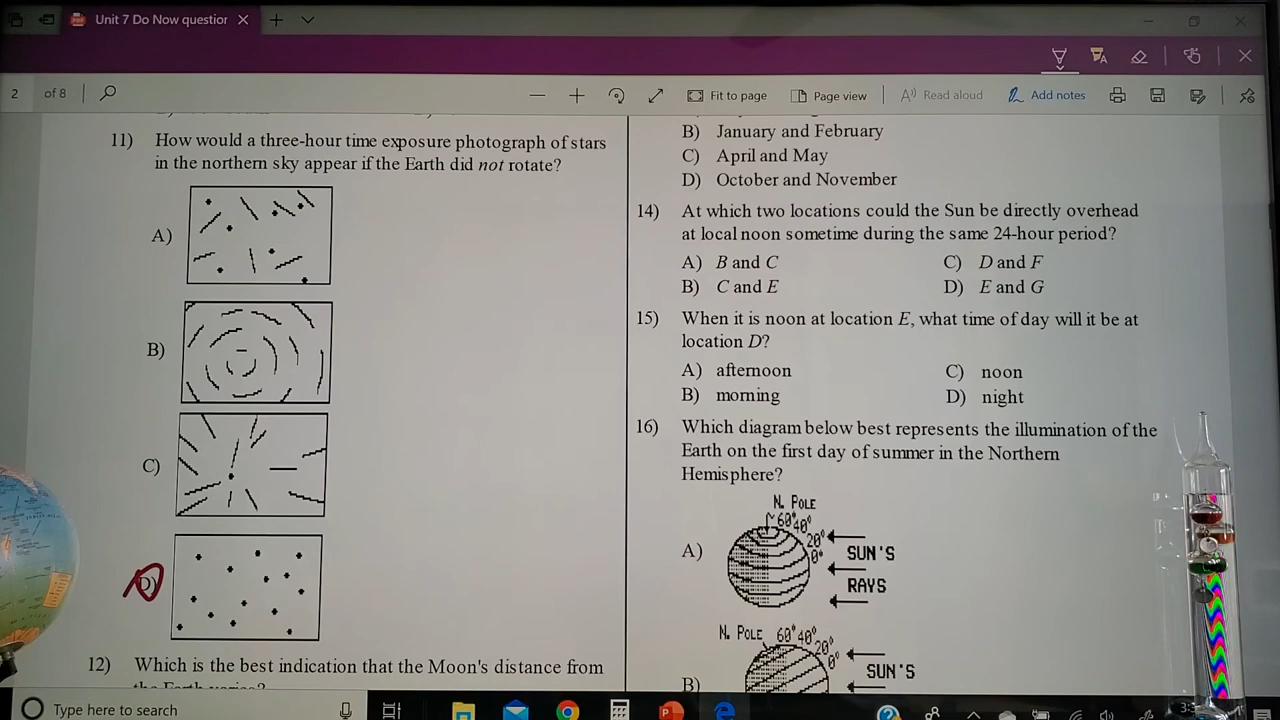 Unit 7 Do Now question
2 of 8
Fit to page
Page view
Read aloud
Add notes
11) How would a three-hour time exposure photograph of stars
in the northern sky appear if the Earth did not rotate?
A)
B)
C)
D)
12) Which is the best indication that the Moon's distance from
the Earth varies?
B) January and February
C) April and May
D) October and November
14) At which two locations could the Sun be directly overhead
at local noon sometime during the same 24-hour period?
A) B and C
C) D and F
B) C and E
D) E and G
15) When it is noon at location E, what time of day will it be at
location D?
A) afternoon
C) noon
B) morning
D) night
16) Which diagram below best represents the illumination of the
Earth on the first day of summer in the Northern
Hemisphere?
A)
N. POLE
60° 40°
20°
0°
SUN'S
RAYS
B)
N. POLE 60° 40°
20°
0°
SUN'S
Type here to search